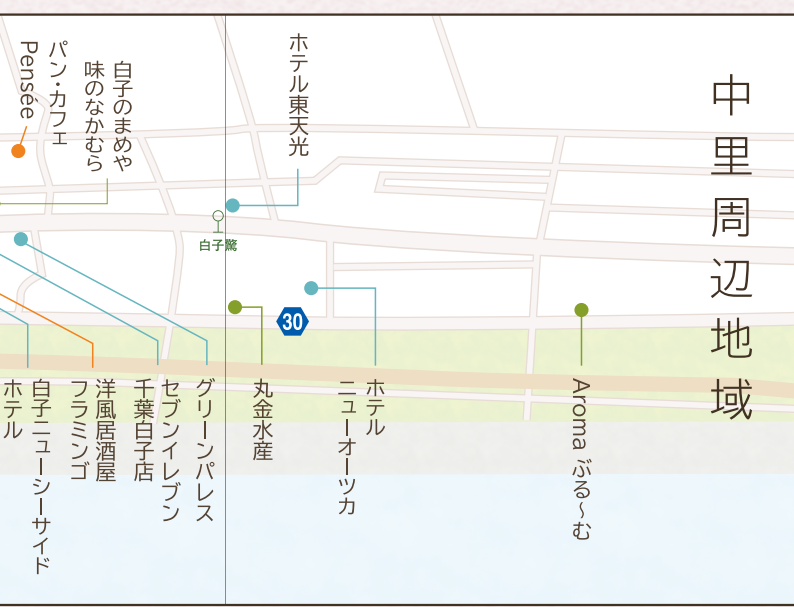 中里周辺地域
ホテル東天光
白子のまめや
味のなかむら
パン・カフェ
Pensée
白子鷺
30
Aroma ぶる〜む
ホテル
ニューオーツカ
丸金水産
グリーンパレス
セブンイレブン
千葉白子店
洋風居酒屋
フラミンゴ
白子ニューシーサイド
ホテル